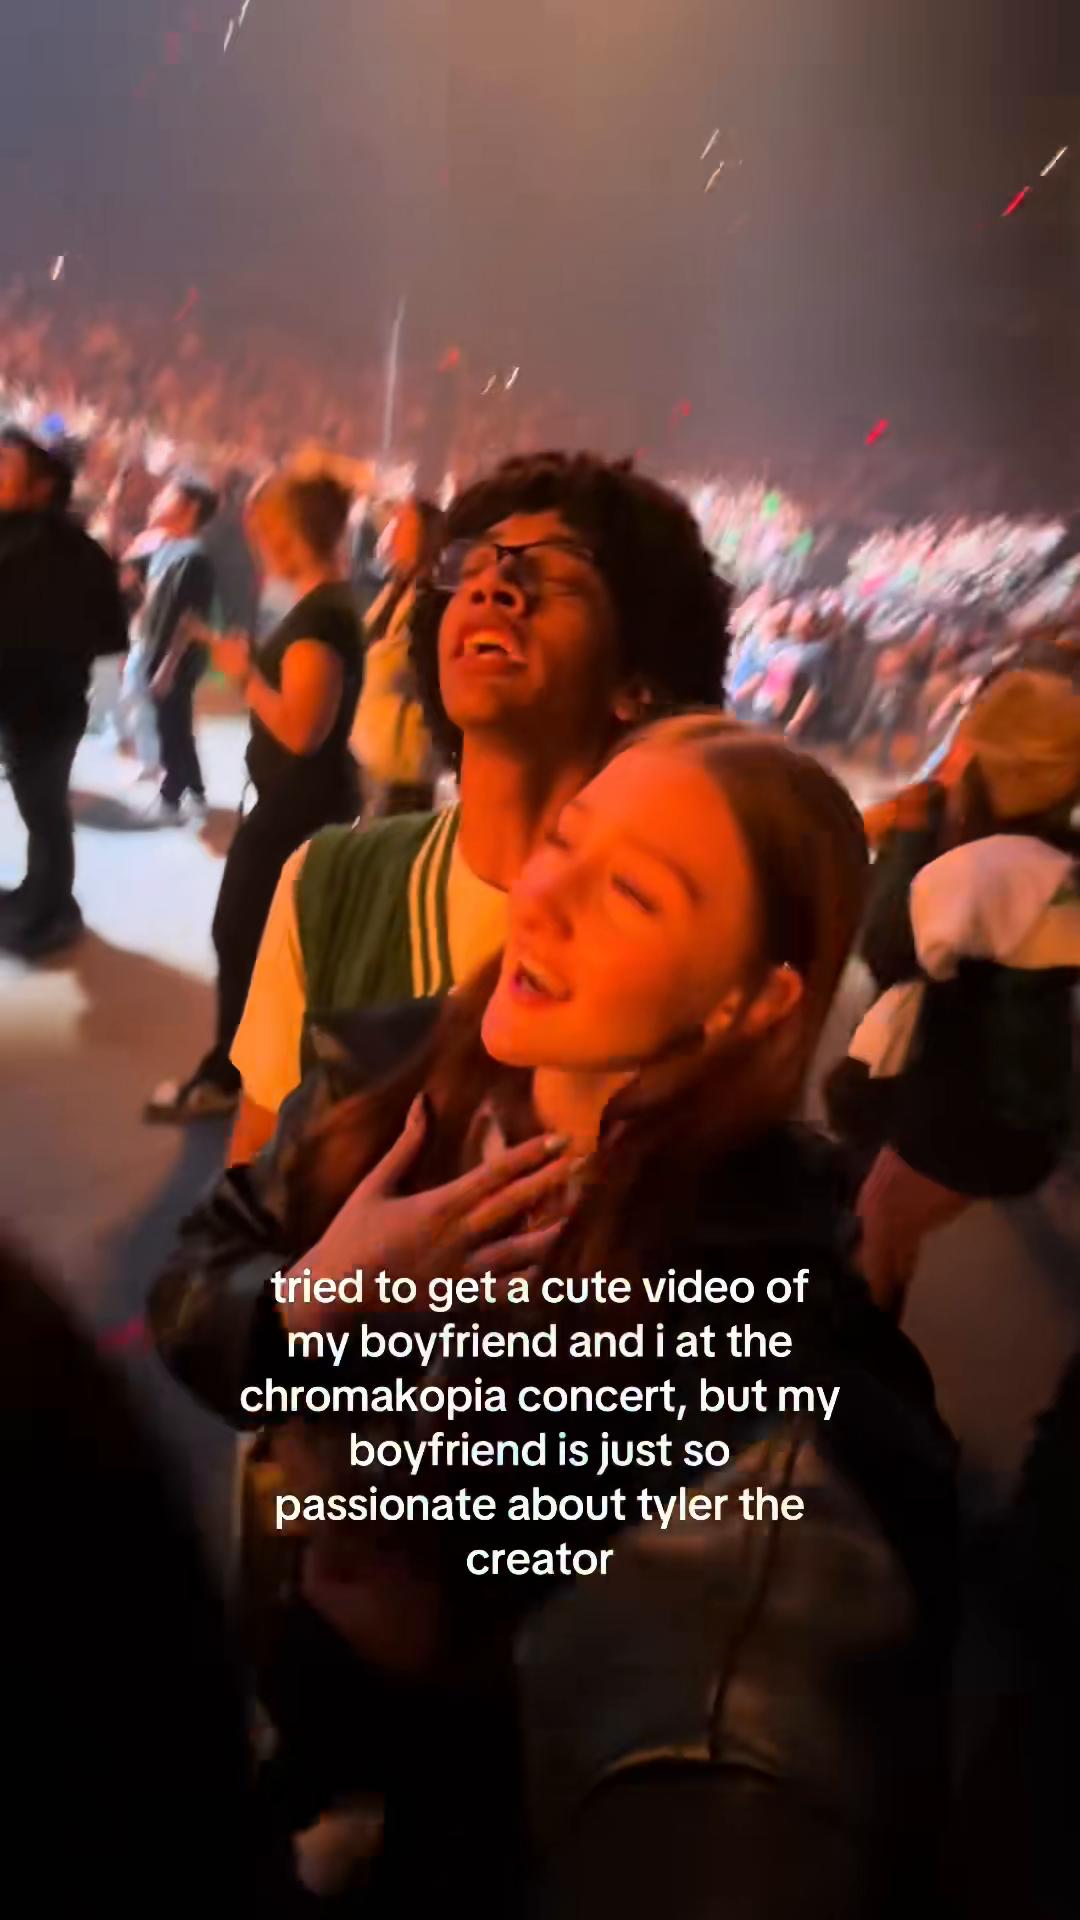 tried to get a cute video of
my boyfriend and i at the
chromakopia concert, but my
boyfriend is just so
passionate about tyler the
creator